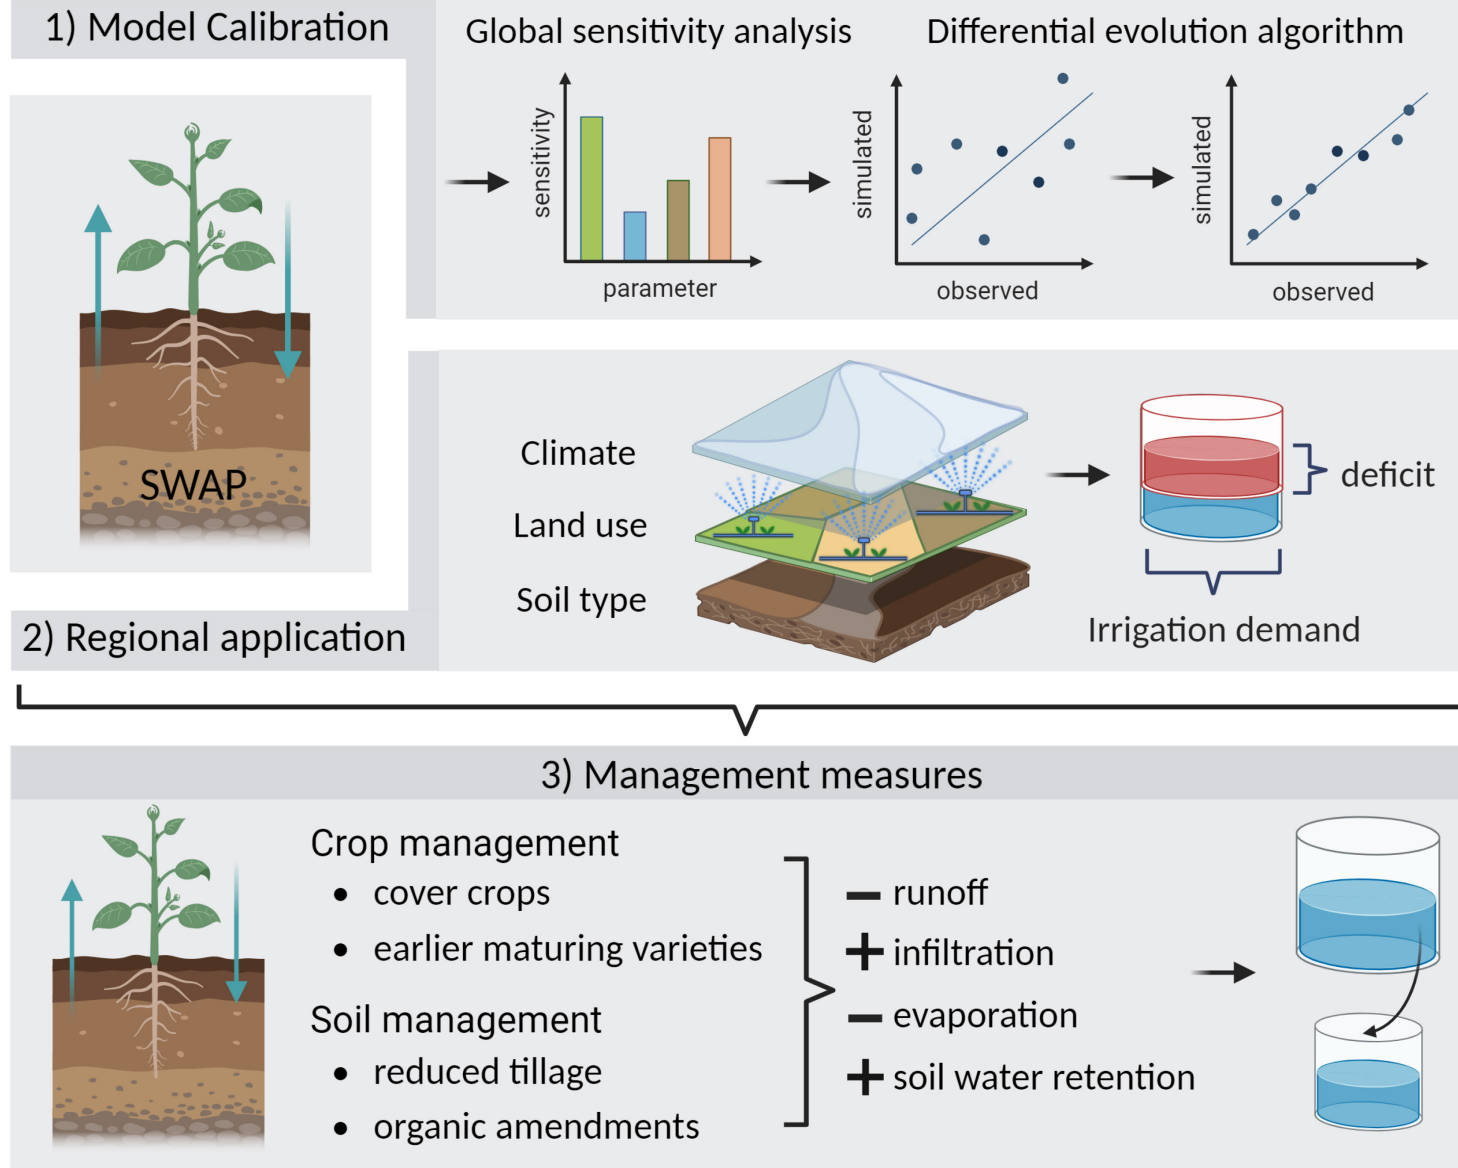 1) Model Calibration
Global sensitivity analysis
Differential evolution algorithm
sensitivity
parameter
simulated
observed
simulated
observed
SWAP
2) Regional application
Climate
Land use
Soil type
deficit
Irrigation demand
3) Management measures
Crop management
• cover crops
• earlier maturing varieties
Soil management
• reduced tillage
• organic amendments
− runoff
+ infiltration
− evaporation
+ soil water retention